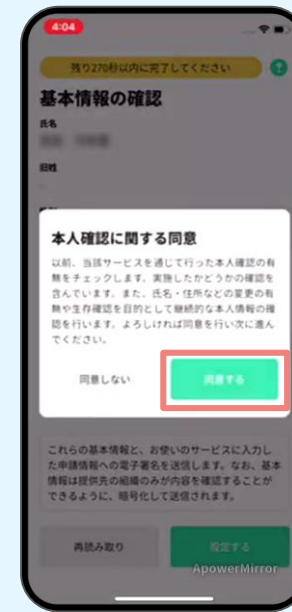 4:04
残り270秒以内に完了してください
?
基本情報の確認
氏名
旧姓
本人確認に関する同意
以前、当該サービスを通じて行った本人確認の有
無をチェックします。実施したかどうかの確認を
含んでいます。また、氏名・住所などの変更の有
無や生存確認を目的として継続的な本人情報の確
認を行います。よろしければ同意を行い次に進ん
でください。
同意しない
同意する
これらの基本情報と、お使いのサービスに入力し
た申請情報への電子署名を送信します。なお、基本
情報は提供先の組織のみが内容を確認することが
できるように、暗号化して送信されます。
再読み取り
設定する
ApowerMirror